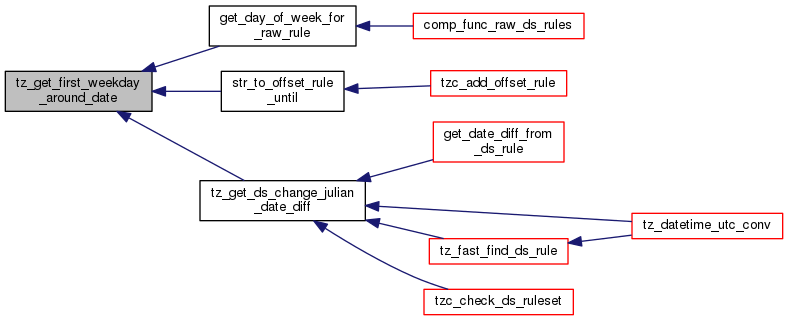 get_day_of_week_for
_raw_rule
comp_func_raw_ds_rules
tz_get_first_weekday
_around_date
str_to_offset_rule
_until
tzc_add_offset_rule
get_date_diff_from
_ds_rule
tz_get_ds_change_julian
_date_diff
tz_datetime_utc_conv
tz_fast_find_ds_rule
tzc_check_ds_ruleset